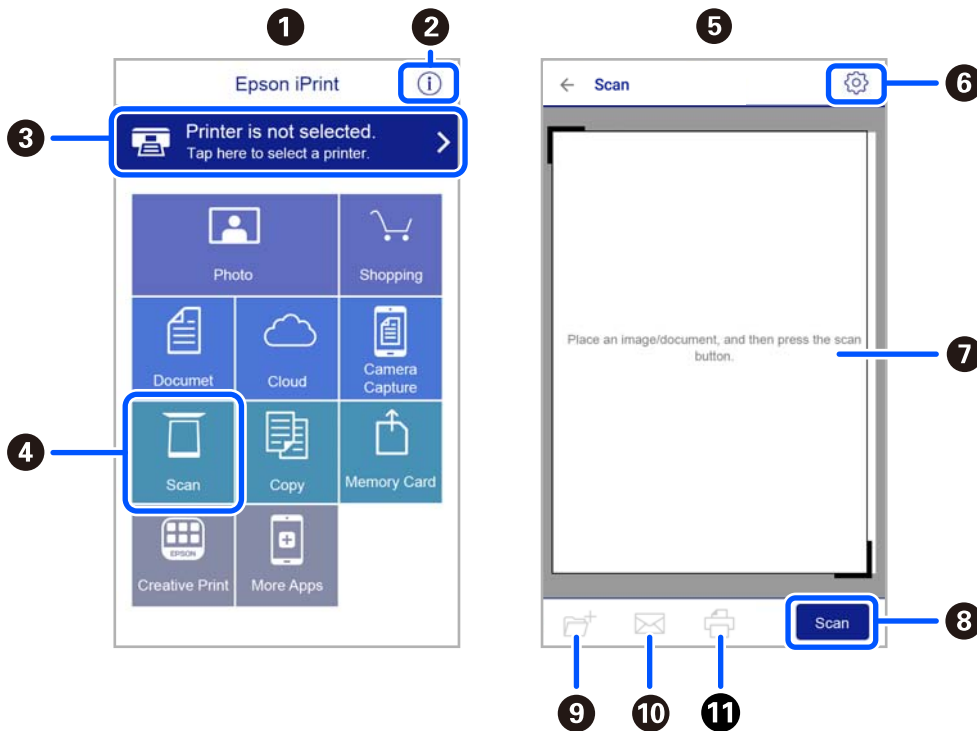 1
2
5
Epson iPrint
i
Scan
6
3
Printer is not selected.
Tap here to select a printer.
Photo
Shopping
Place an image/document, and then press the scan
button.
7
Documet
Cloud
Camera
Capture
4
Scan
Copy
Memory Card
EPSON
Creative Print
More Apps
Scan
8
9
10
11